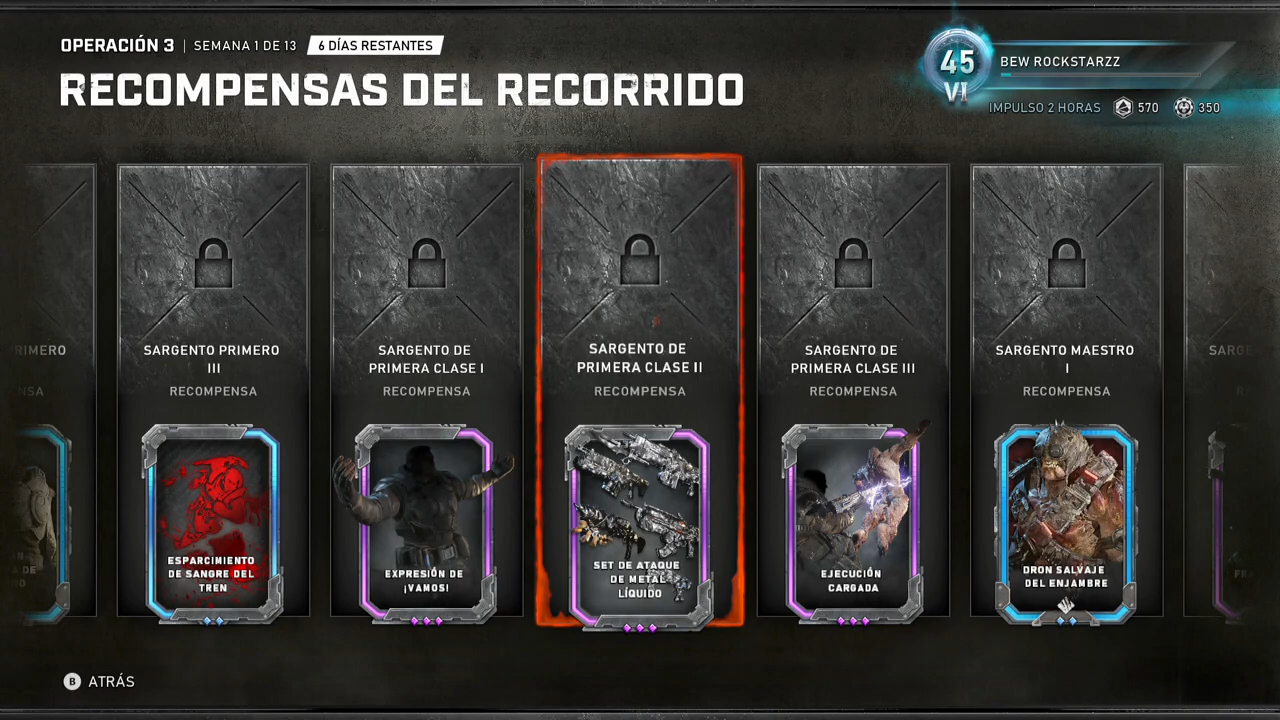 OPERACIÓN 3 | SEMANA 1 DE 13 6 DÍAS RESTANTES
RECOMPENSAS DEL RECORRIDO
45
VI
BEW ROCKSTARZZ
IMPULSO 2 HORAS 570 350
SARGENTO PRIMERO
III
RECOMPENSA
ESPARCIMIENTO
DE SANGRE DEL
TREN
SARGENTO DE
PRIMERA CLASE I
RECOMPENSA
EXPRESIÓN DE
¡VAMOS!
SARGENTO DE
PRIMERA CLASE II
RECOMPENSA
SET DE ATAQUE
DE METAL
LÍQUIDO
SARGENTO DE
PRIMERA CLASE III
RECOMPENSA
EJECUCIÓN
CARGADA
SARGENTO MAESTRO
I
RECOMPENSA
DRON SALVAJE
DEL ENJAMBRE
B ATRÁS